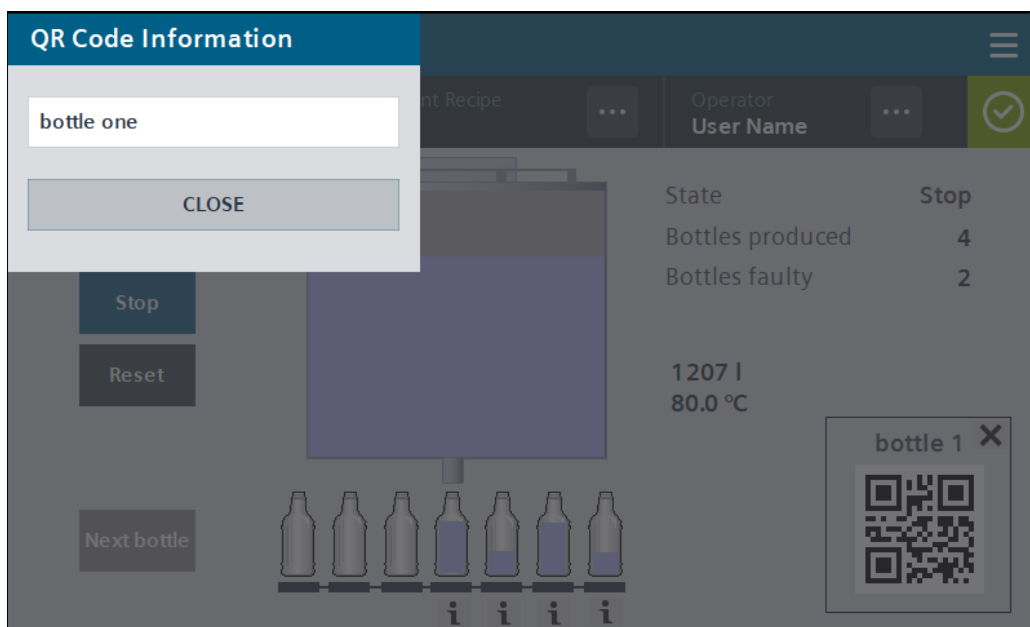 QR Code Information
bottle one
CLOSE
nt Recipe
...
Operator
User Name
...
State Stop
Bottles produced 4
Bottles faulty 2
Stop
Reset
1207 l
80.0 °C
bottle 1
Next bottle
i i i i